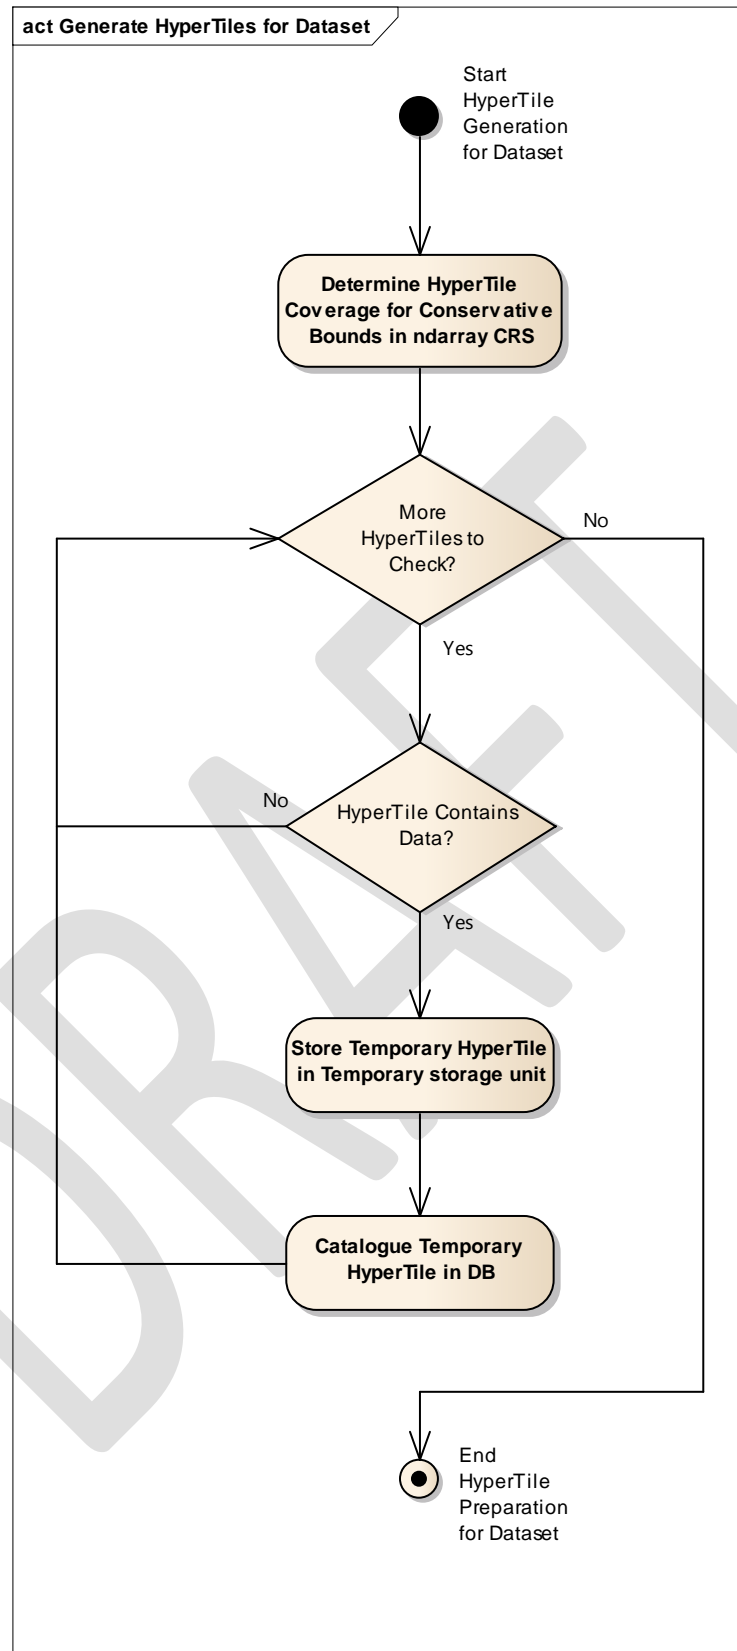 act Generate HyperTiles for Dataset
Start
HyperTile
Generation
for Dataset
Determine HyperTile
Coverage for Conservative
Bounds in ndarray CRS
More
HyperTiles to
Check?
No
Yes
No
HyperTile Contains
Data?
Yes
Store Temporary HyperTile
in Temporary storage unit
Catalogue Temporary
HyperTile in DB
End
HyperTile
Preparation
for Dataset
DRAFT